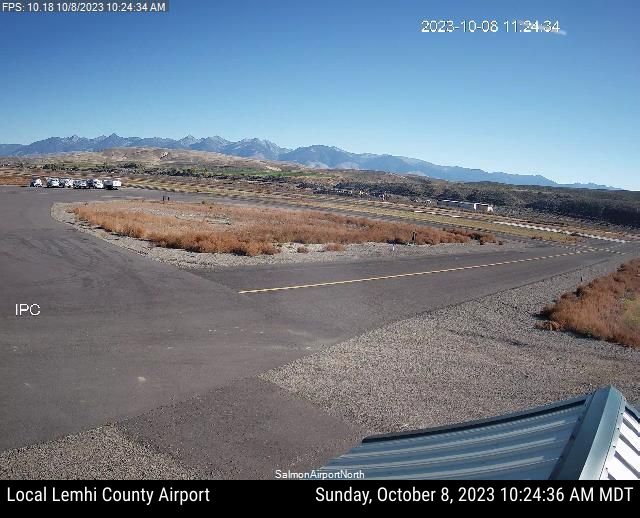 FPS: 10.18 10/8/2023 10:24:34 AM
2023-10-08 11:24:34
IPC
SalmonAirportNorth
Local Lemhi County Airport
Sunday, October 8, 2023 10:24:36 AM MDT